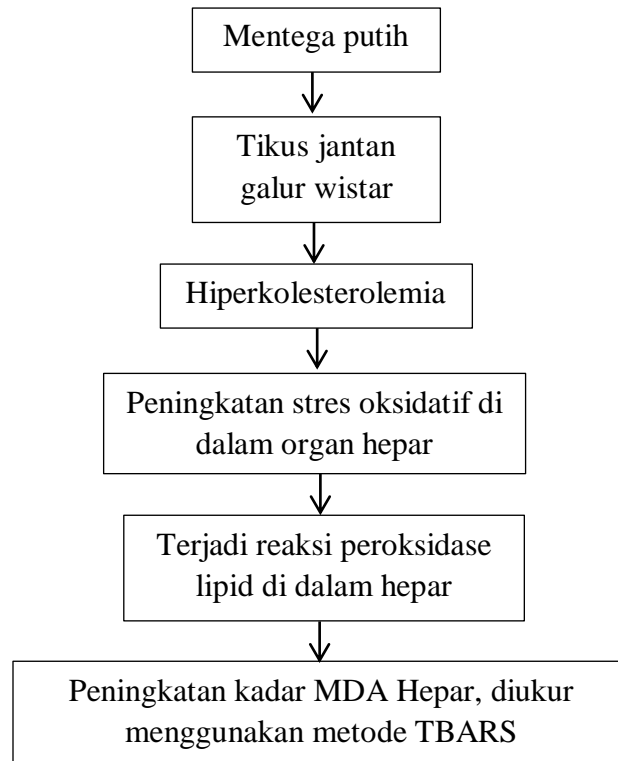 Mentega putih
Tikus jantan
galur wistar
Hiperkolesterolemia
Peningkatan stres oksidatif di
dalam organ hepar
Terjadi reaksi peroksidase
lipid di dalam hepar
Peningkatan kadar MDA Hepar, diukur
menggunakan metode TBARS